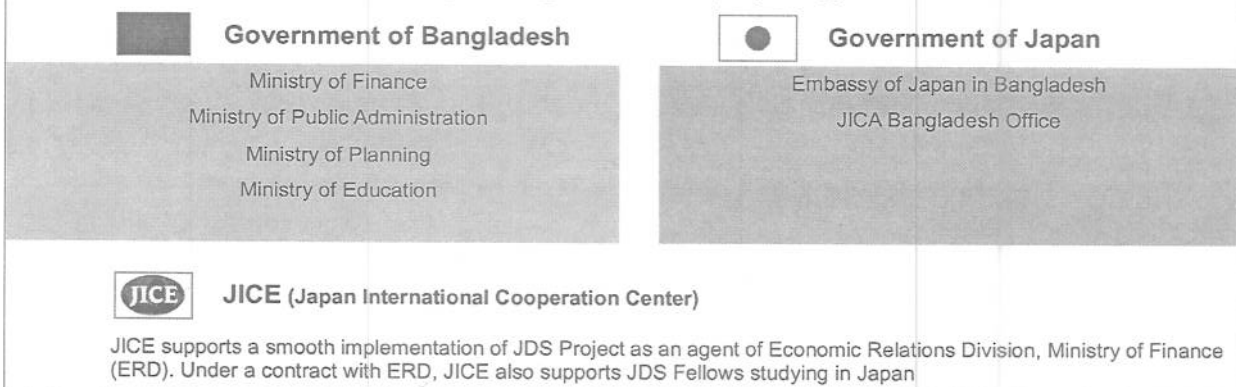 Government of Bangladesh
Ministry of Finance
Ministry of Public Administration
Ministry of Planning
Ministry of Education
Government of Japan
Embassy of Japan in Bangladesh
JICA Bangladesh Office
JICE
JICE (Japan International Cooperation Center)
JICE supports a smooth implementation of JDS Project as an agent of Economic Relations Division, Ministry of Finance
(ERD). Under a contract with ERD, JICE also supports JDS Fellows studying in Japan